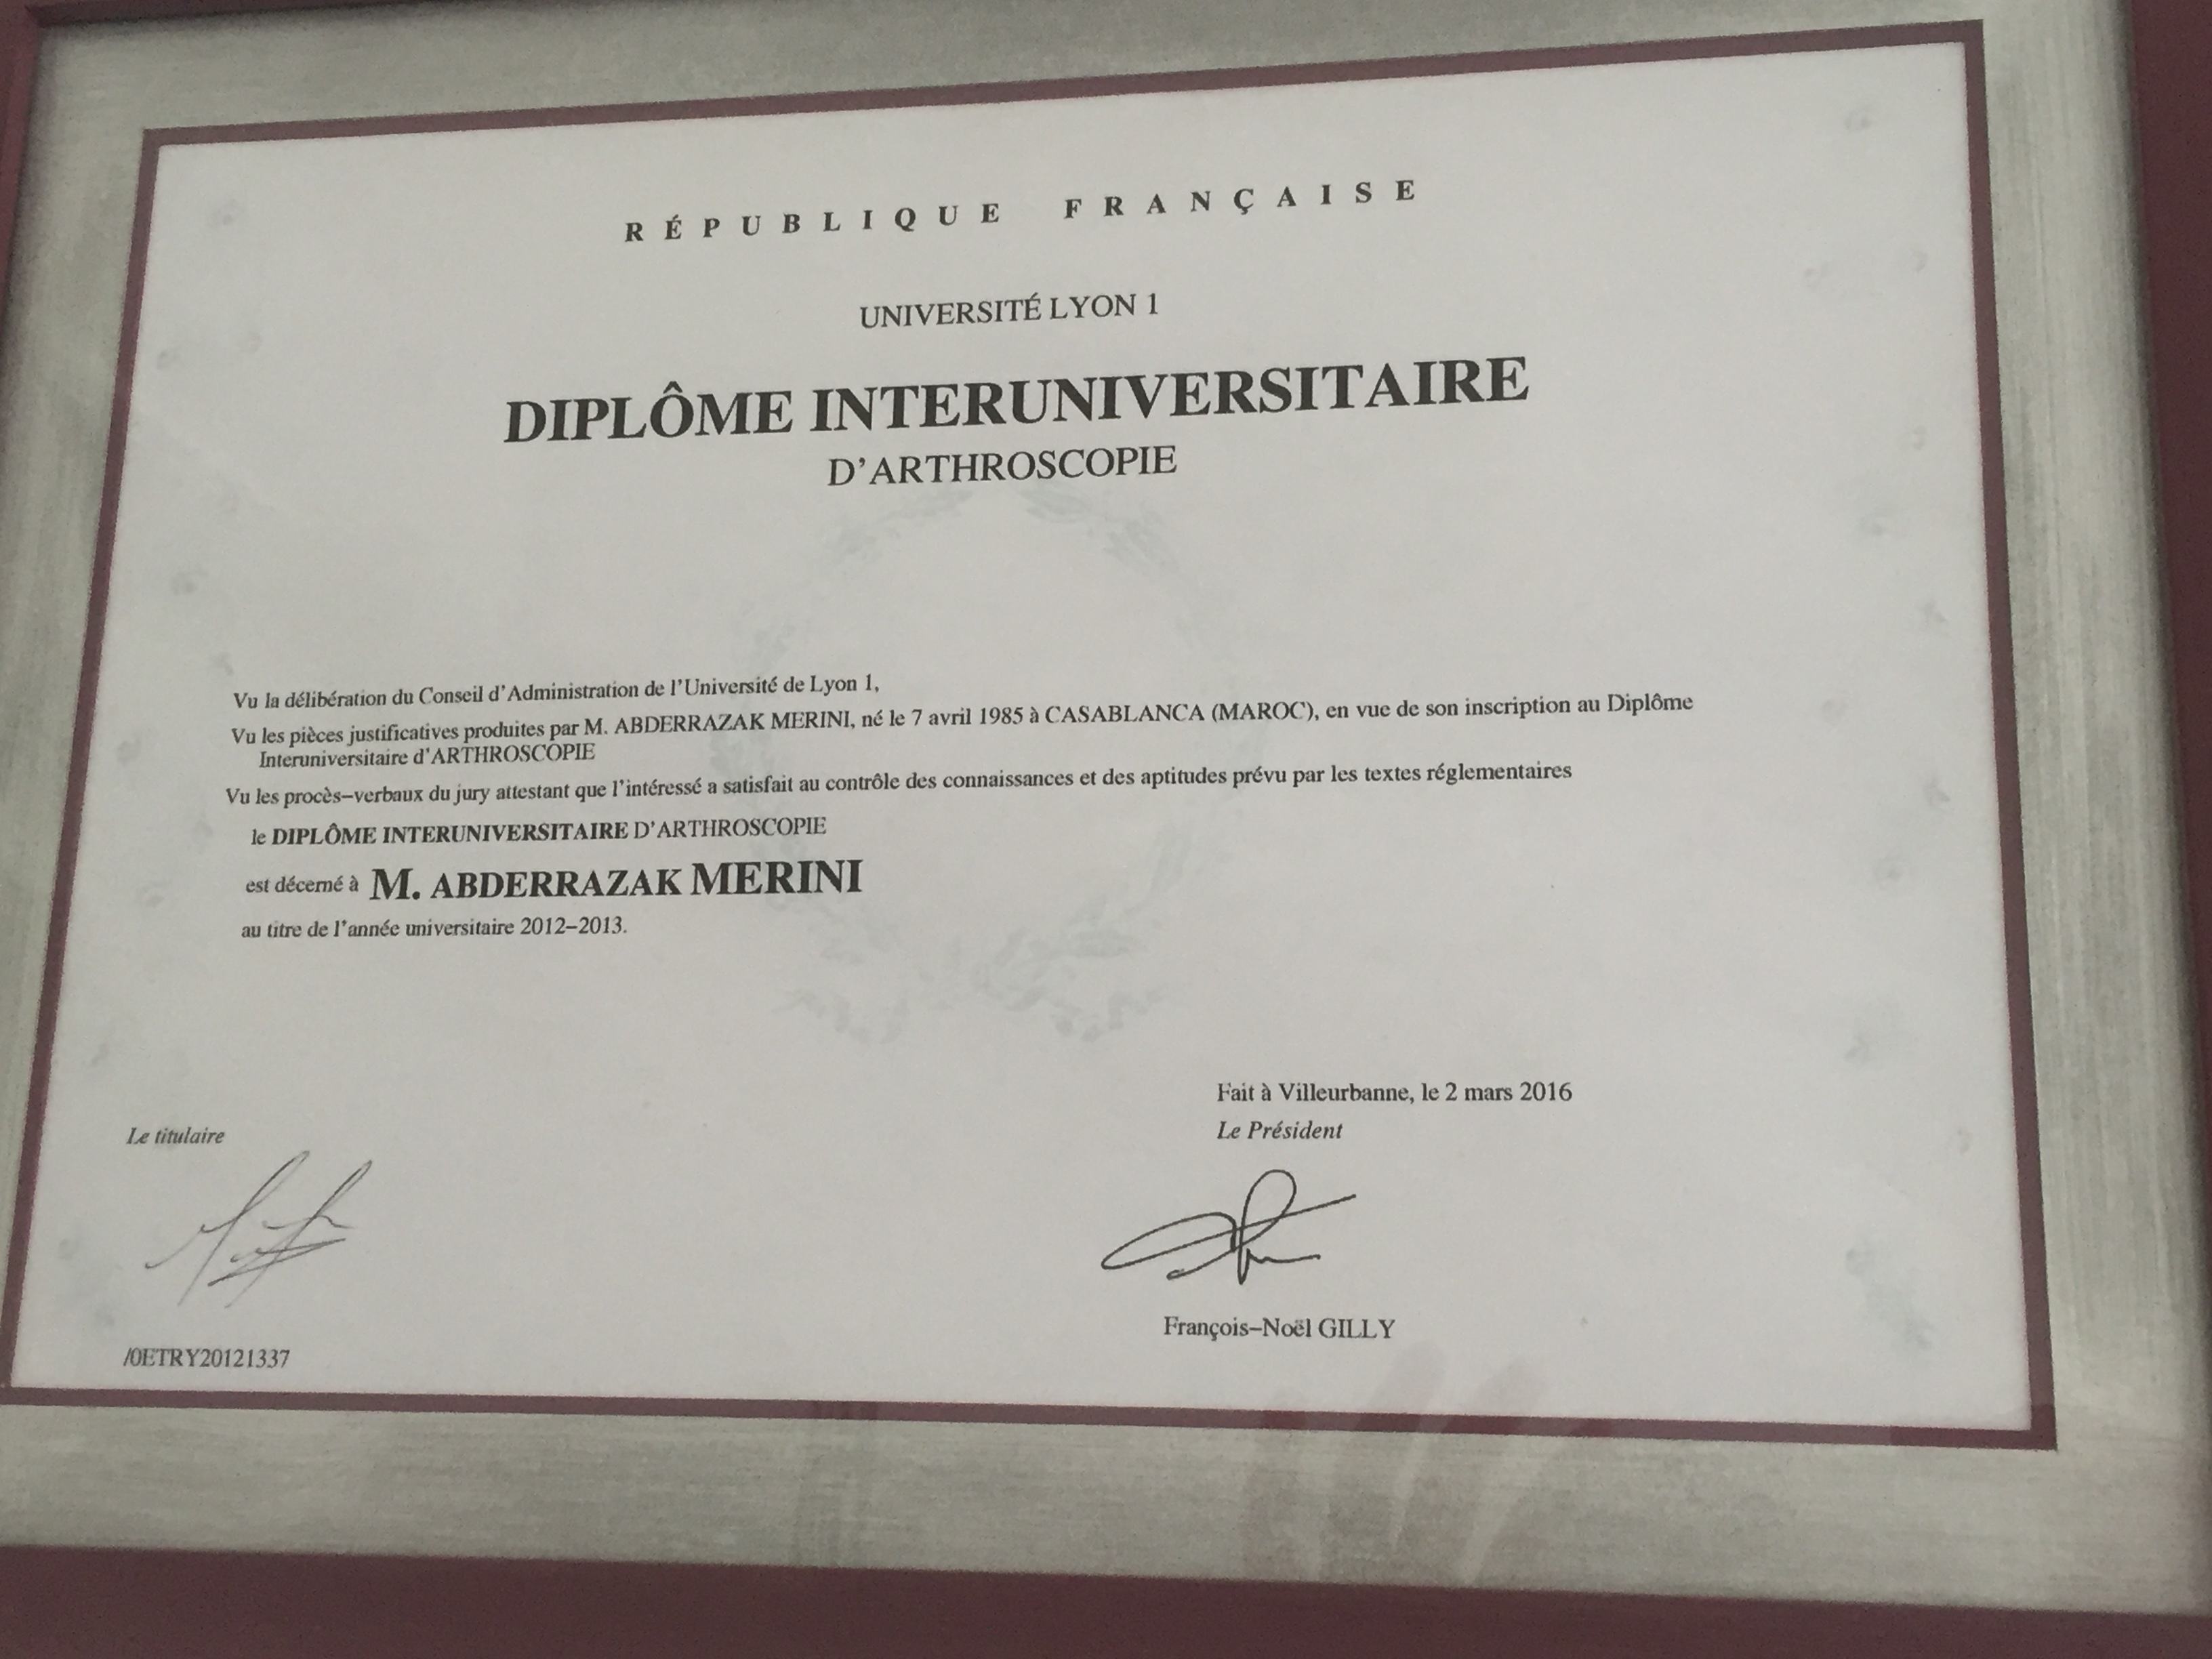 RÉPUBLIQUE FRANÇAISE
UNIVERSITÉ LYON 1
DIPLÔME INTERUNIVERSITAIRE
D'ARTHROSCOPIE
Vu la délibération du Conseil d'Administration de l'Université de Lyon 1,
Vu les pièces justificatives produites par M. ABDERRAZAK MERINI, né le 7 avril 1985 à CASABLANCA (MAROC), en vue de son inscription au Diplôme
Interuniversitaire d'ARTHROSCOPIE
Vu les procès-verbaux du jury attestant que l'intéressé a satisfait au contrôle des connaissances et des aptitudes prévu par les textes réglementaires
le DIPLÔME INTERUNIVERSITAIRE D'ARTHROSCOPIE
est décerné à M. ABDERRAZAK MERINI
au titre de l'année universitaire 2012-2013.
Fait à Villeurbanne, le 2 mars 2016
Le titulaire
Le Président
François-Noël GILLY
/0ETRY20121337